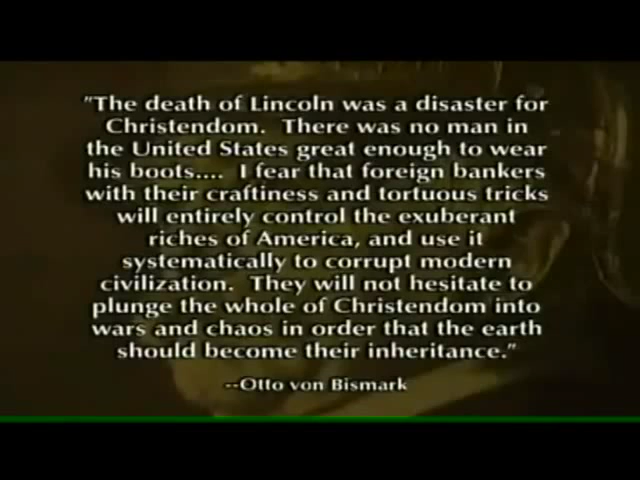 "The death of Lincoln was a disaster for
Christendom. There was no man in
the United States great enough to wear
his boots.... I fear that foreign bankers
with their craftiness and tortuous tricks
will entirely control the exuberant
riches of America, and use it
systematically to corrupt modern
civilization. They will not hesitate to
plunge the whole of Christendom into
wars and chaos in order that the earth
should become their inheritance."
--Otto von Bismark